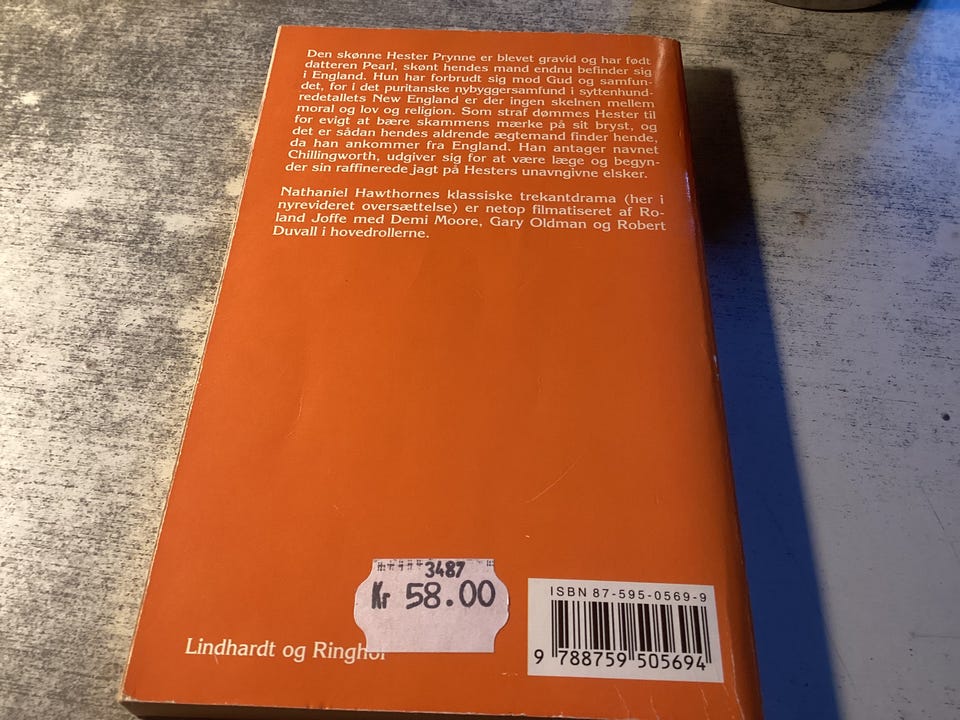 Den skønne Hester Prynne er blevet gravid og har født
datteren Pearl, skønt hendes mand endnu befinder sig
i England. Hun har forbrudt sig mod Gud og samfun-
det, for i det puritanske nybyggersamfund i syttenhund-
redetallets New England er der ingen skelnen mellem
moral og lov og religion. Som straf dømmes Hester til
for evigt at bære skammens mærke på sit bryst, og
det er sådan hendes aldrende ægtemand finder hende,
da han ankommer fra England. Han antager navnet
Chillingworth, udgiver sig for at være læge og begyn-
der sin raffinerede jagt på Hesters unavngivne elsker.
Nathaniel Hawthornes klassiske trekantdrama (her i
nyrevideret oversættelse) er netop filmatiseret af Ro-
land Joffe med Demi Moore, Gary Oldman og Robert
Duvall i hovedrollerne.
3487
Kr 58.00
ISBN 87-595-0569-9
9 788759 505694
Lindhardt og